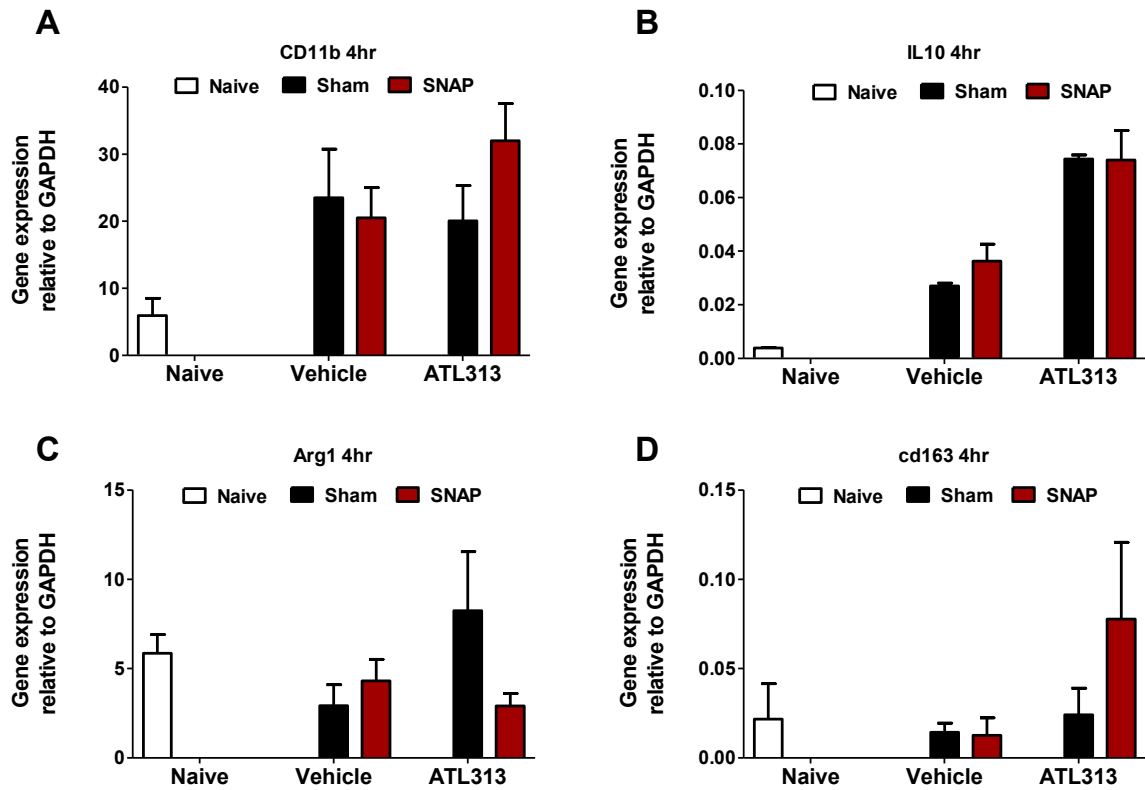 A
CD11b 4hr
Naive Sham SNAP
Gene expression
relative to GAPDH
40
30
20
10
0
Naive Vehicle ATL313
B
IL10 4hr
Naive Sham SNAP
Gene expression
relative to GAPDH
0.10
0.08
0.06
0.04
0.02
0.00
Naive Vehicle ATL313
C
Arg1 4hr
Naive Sham SNAP
Gene expression
relative to GAPDH
15
10
5
0
Naive Vehicle ATL313
D
cd163 4hr
Naive Sham SNAP
Gene expression
relative to GAPDH
0.15
0.10
0.05
0.00
Naive Vehicle ATL313